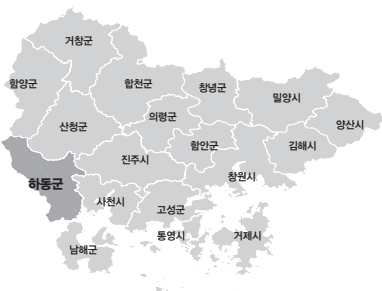 거창군
함양군
합천군
창녕군
밀양시
양산시
의령군
산청군
함안군
김해시
진주시
하동군
창원시
사천시
고성군
통영시
거제시
남해군